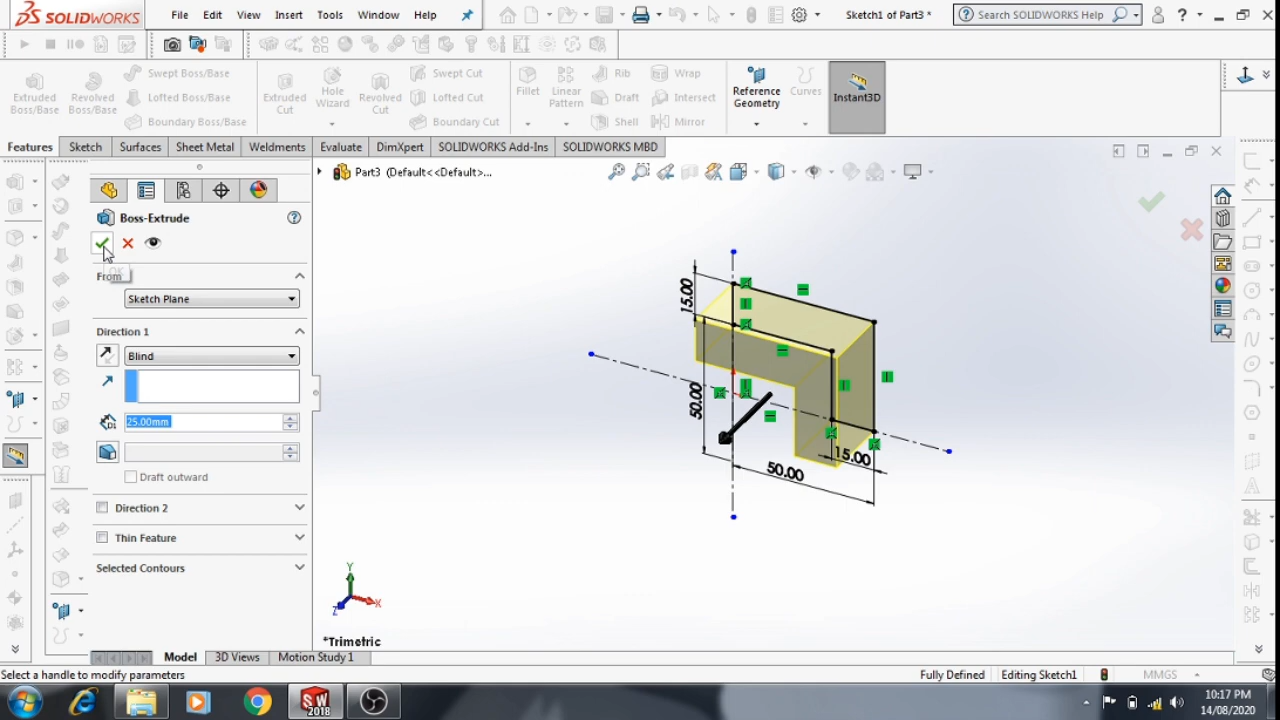 SOLIDWORKS
File Edit View Insert Tools Window Help
Sketch1 of Part3 *
Search SOLIDWORKS Help
Extruded Boss/Base
Revolved Boss/Base
Swept Boss/Base
Lofted Boss/Base
Boundary Boss/Base
Extruded Cut
Hole Wizard
Revolved Cut
Swept Cut
Lofted Cut
Boundary Cut
Fillet
Linear Pattern
Rib
Draft
Shell
Wrap
Intersect
Mirror
Reference Geometry
Curves
Instant3D
Features Sketch Surfaces Sheet Metal Weldments Evaluate DimXpert SOLIDWORKS Add-Ins SOLIDWORKS MBD
Part3 (Default<<Default>...
Boss-Extrude
OK
From
Sketch Plane
Direction 1
Blind
25.00mm
Draft outward
Direction 2
Thin Feature
Selected Contours
15.00
50.00
15.00
50.00
Y
X
Z
*Trimetric
Model 3D Views Motion Study 1
Select a handle to modify parameters
Fully Defined
Editing Sketch1
MMGS
SW
2018
10:17 PM
14/08/2020